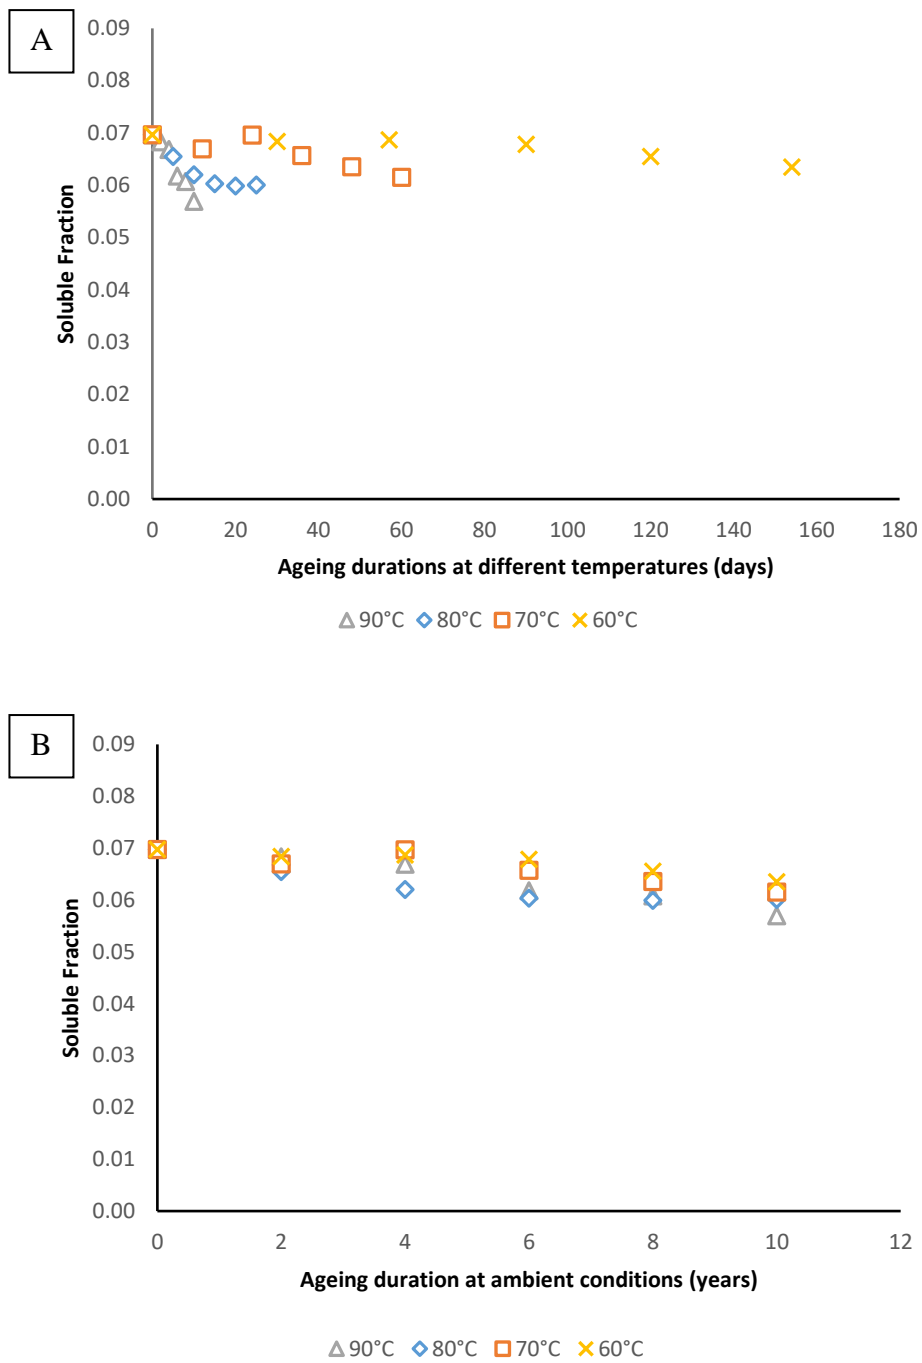 A
0.09
0.08
0.07
0.06
0.05
0.04
0.03
0.02
0.01
0.00
Soluble Fraction
0 20 40 60 80 100 120 140 160 180
Ageing durations at different temperatures (days)
90°C 80°C 70°C 60°C
B
0.09
0.08
0.07
0.06
0.05
0.04
0.03
0.02
0.01
0.00
Soluble Fraction
0 2 4 6 8 10 12
Ageing duration at ambient conditions (years)
90°C 80°C 70°C 60°C